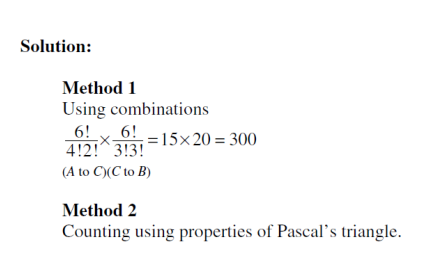 Solution:
Method 1
Using combinations
6!/4!2! × 6!/3!3! = 15 × 20 = 300
(A to C)(C to B)
Method 2
Counting using properties of Pascal's triangle.